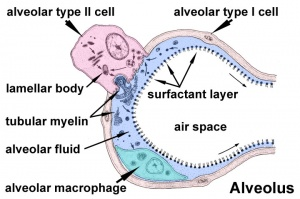 alveolar type II cell
alveolar type I cell
lamellar body
surfactant layer
tubular myelin
air space
alveolar fluid
alveolar macrophage
Alveolus